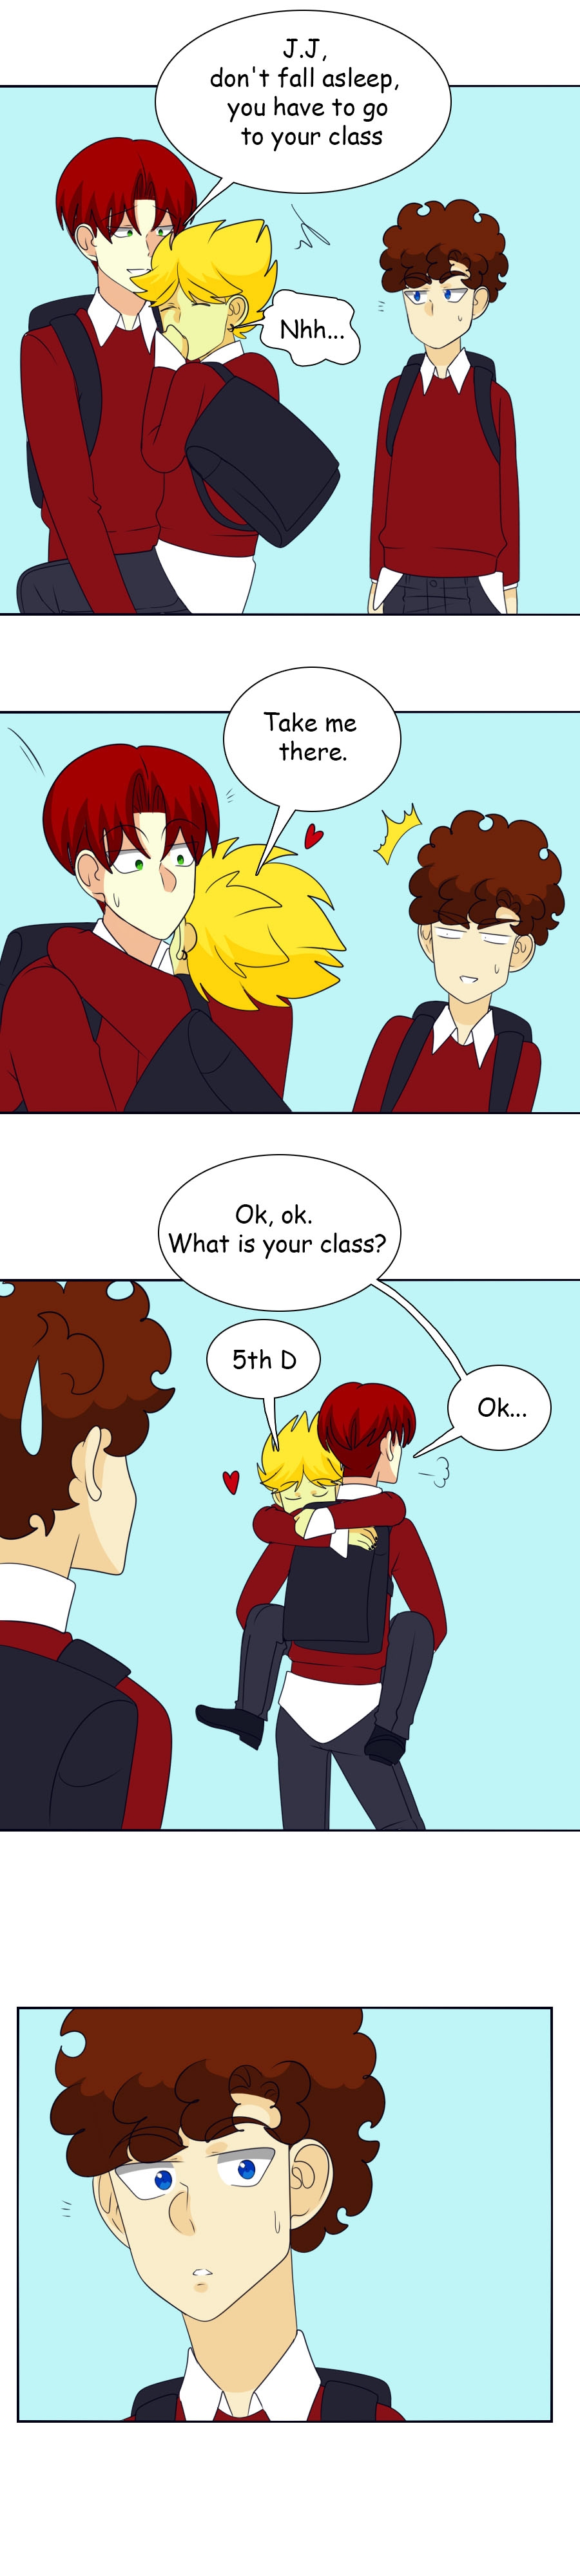 J.J,
don't fall asleep,
you have to go
to your class
Nhh...
Take me
there.
Ok, ok.
What is your class?
5th D
Ok...